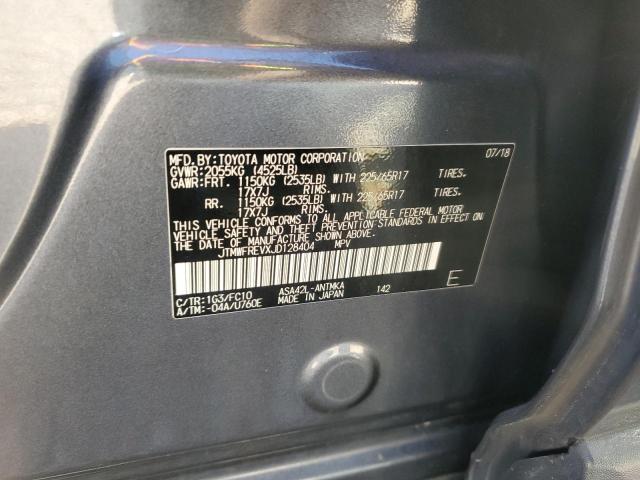 MFD.BY:TOYOTA MOTOR CORPORATION 07/18
GVWR:2055KG (4525LB)
GAWR:FRT. 1150KG (2535LB) WITH 225/65R17 TIRES.
17X7J RIMS.
RR. 1150KG (2535LB) WITH 225/65R17 TIRES.
17X7J RIMS.
THIS VEHICLE CONFORMS TO ALL APPLICABLE FEDERAL MOTOR
VEHICLE SAFETY AND THEFT PREVENTION STANDARDS IN EFFECT ON
THE DATE OF MANUFACTURE SHOWN ABOVE.
JTMWFREVXJD128404 MPV
C/TR:1G3/FC10 ASA42L-ANTMKA 142 E
A/TM:-04A/U760E MADE IN JAPAN